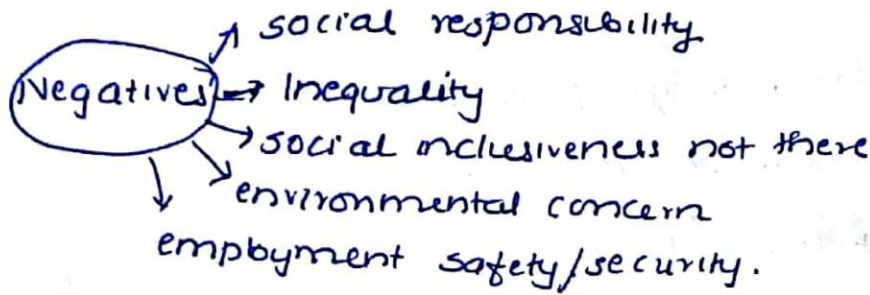 social responsibility
Negatives → Inequality
social inclusiveness not there
environmental concern
employment safety/security.